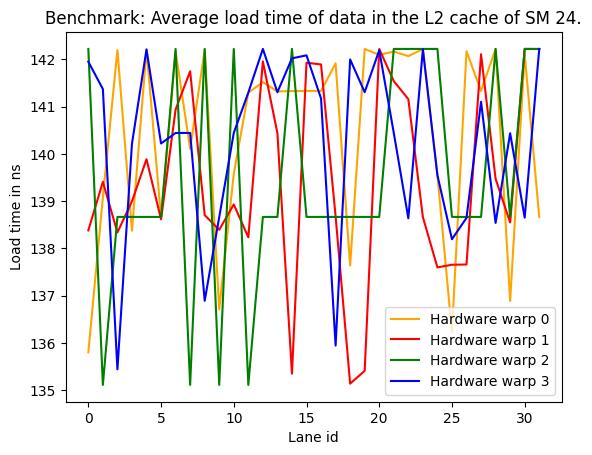 Benchmark: Average load time of data in the L2 cache of SM 24.
Load time in ns
142
141
140
139
138
137
136
135
0
5
10
15
20
25
30
Lane id
Hardware warp 0
Hardware warp 1
Hardware warp 2
Hardware warp 3